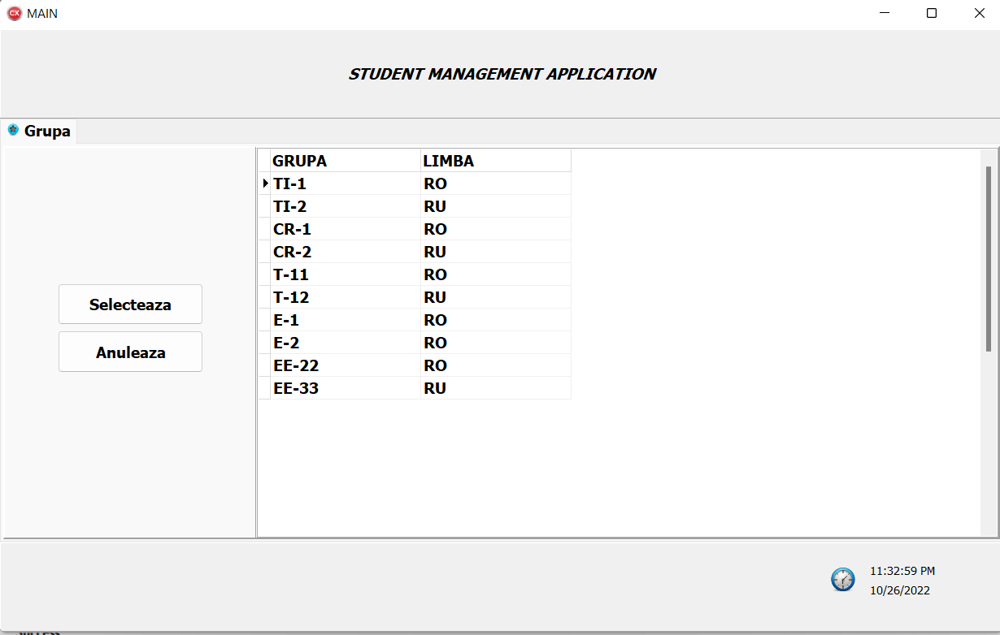 CX MAIN
STUDENT MANAGEMENT APPLICATION
Grupa
Selecteaza
Anuleaza
GRUPA LIMBA
TI-1 RO
TI-2 RU
CR-1 RO
CR-2 RU
T-11 RO
T-12 RU
E-1 RO
E-2 RO
EE-22 RO
EE-33 RU
11:32:59 PM
10/26/2022